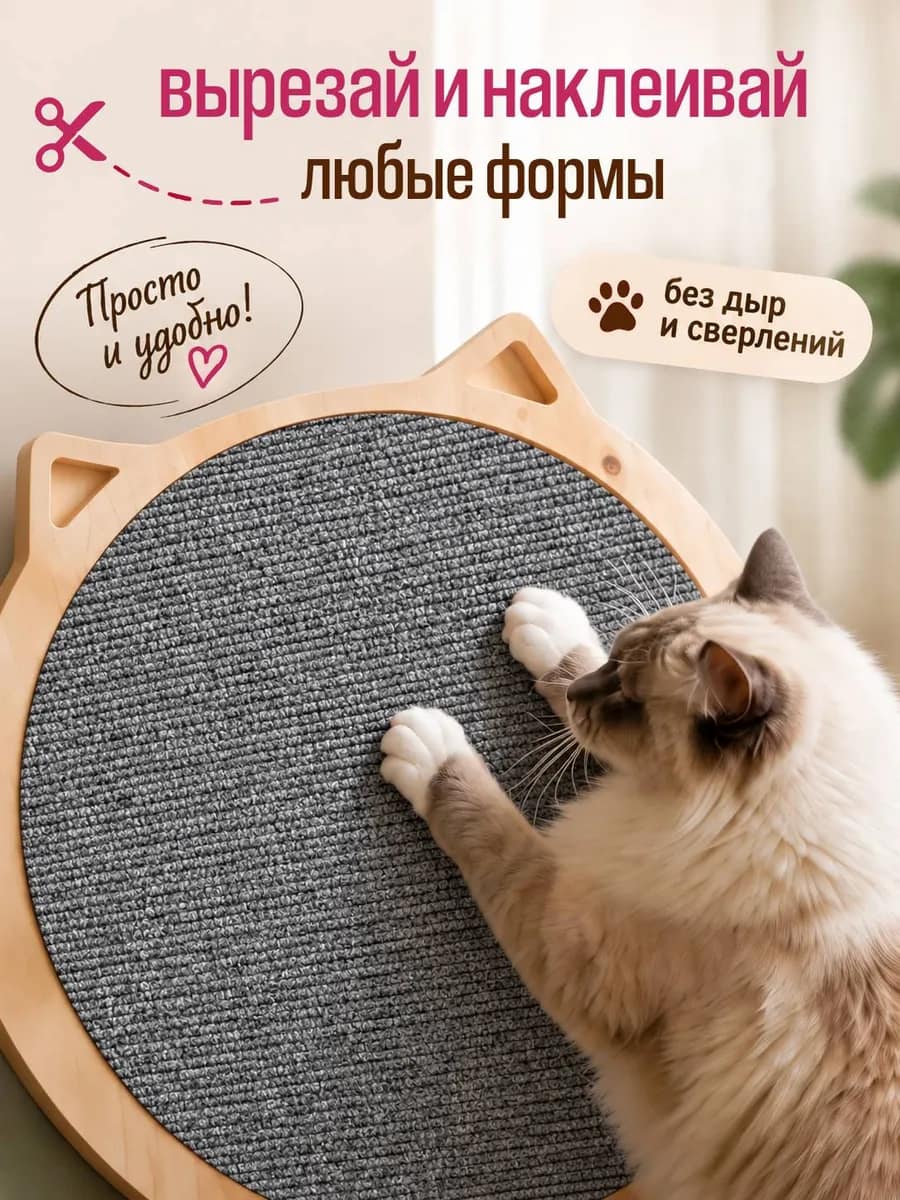 вырезай и наклеивай
любые формы
Просто
и удобно!
без дыр
и сверлений